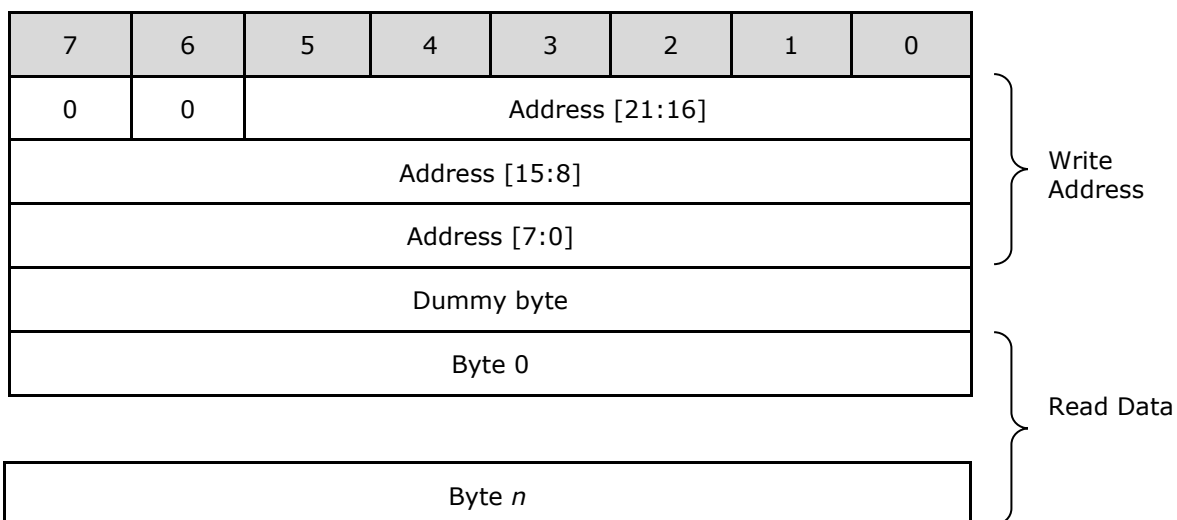 7 6 5 4 3 2 1 0
0 0 Address [21:16]
Address [15:8]
Write
Address
Address [7:0]
Dummy byte
Byte 0
Read Data
Byte n